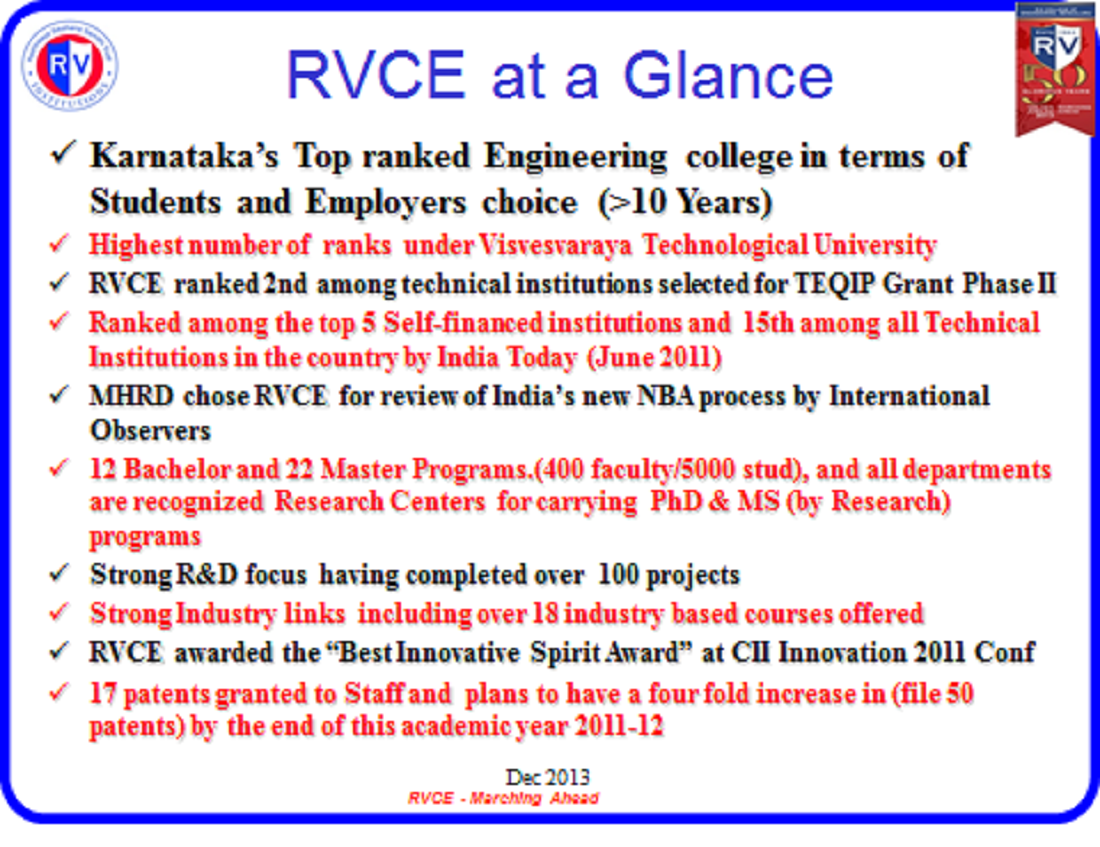 RV
INSTITUTIONS
RV
50
RVCE at a Glance
✓ Karnataka’s Top ranked Engineering college in terms of
Students and Employers choice (>10 Years)
✓ Highest number of ranks under Visvesvaraya Technological University
✓ RVCE ranked 2nd among technical institutions selected for TEQIP Grant Phase II
✓ Ranked among the top 5 Self-financed institutions and 15th among all Technical
Institutions in the country by India Today (June 2011)
✓ MHRD chose RVCE for review of India’s new NBA process by International
Observers
✓ 12 Bachelor and 22 Master Programs.(400 faculty/5000 stud), and all departments
are recognized Research Centers for carrying PhD & MS (by Research)
programs
✓ Strong R&D focus having completed over 100 projects
✓ Strong Industry links including over 18 industry based courses offered
✓ RVCE awarded the “Best Innovative Spirit Award” at CII Innovation 2011 Conf
✓ 17 patents granted to Staff and plans to have a four fold increase in (file 50
patents) by the end of this academic year 2011-12
Dec 2013
RVCE - Marching Ahead